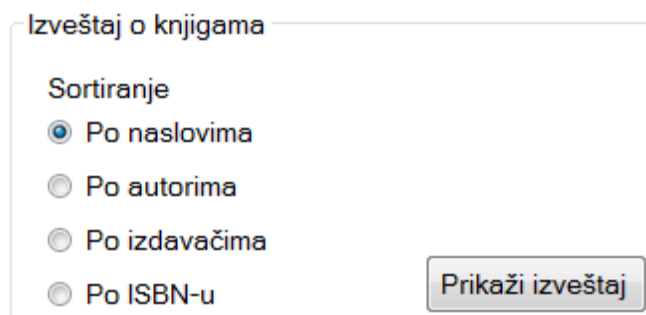 Izveštaj o knjigama
Sortiranje
Po naslovima
Po autorima
Po izdavačima
Po ISBN-u
Prikaži izveštaj